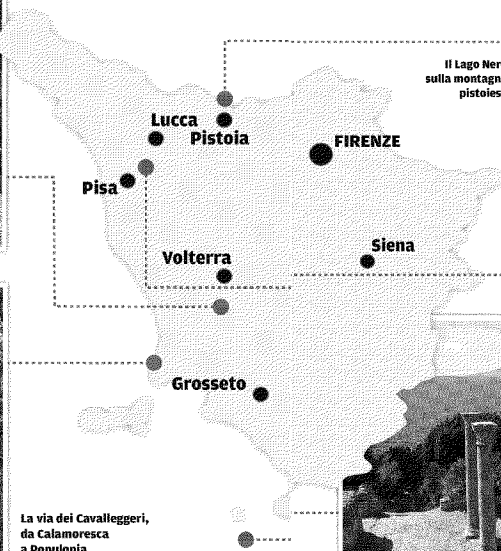 Il Lago Ner
sulla montagn
pistoies
Lucca
Pistoia
FIRENZE
Pisa
Siena
Volterra
Grosseto
La via dei Cavalleggeri,
da Calamoresca
a Populonia